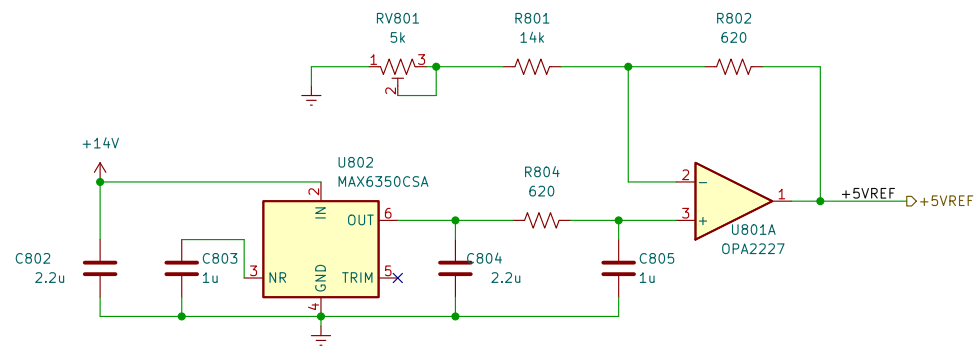 RV801
5k
1
3
2
R801
14k
R802
620
+14V
U802
MAX6350CSA
2
IN
OUT
6
3
NR
TRIM
5
GND
4
C802
2.2u
C803
1u
C804
2.2u
R804
620
C805
1u
2
3
1
U801A
OPA2227
+5VREF
+5VREF